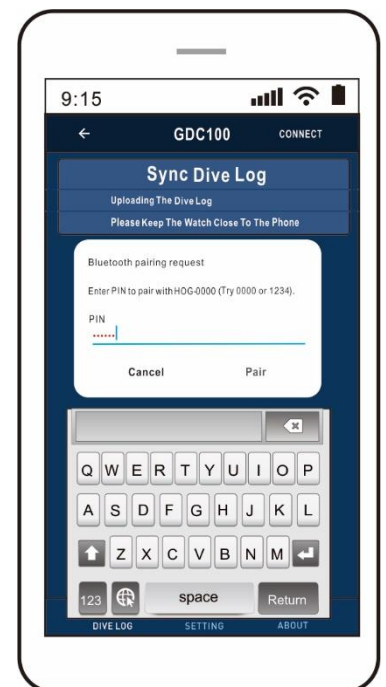 9:15
← GDC100 CONNECT
Sync Dive Log
Uploading The Dive Log
Please Keep The Watch Close To The Phone
Bluetooth pairing request
Enter PIN to pair with HOG-0000 (Try 0000 or 1234).
PIN
......
Cancel Pair
Q W E R T Y U I O P
A S D F G H J K L
Z X C V B N M
123 space Return
DIVE LOG SETTING ABOUT